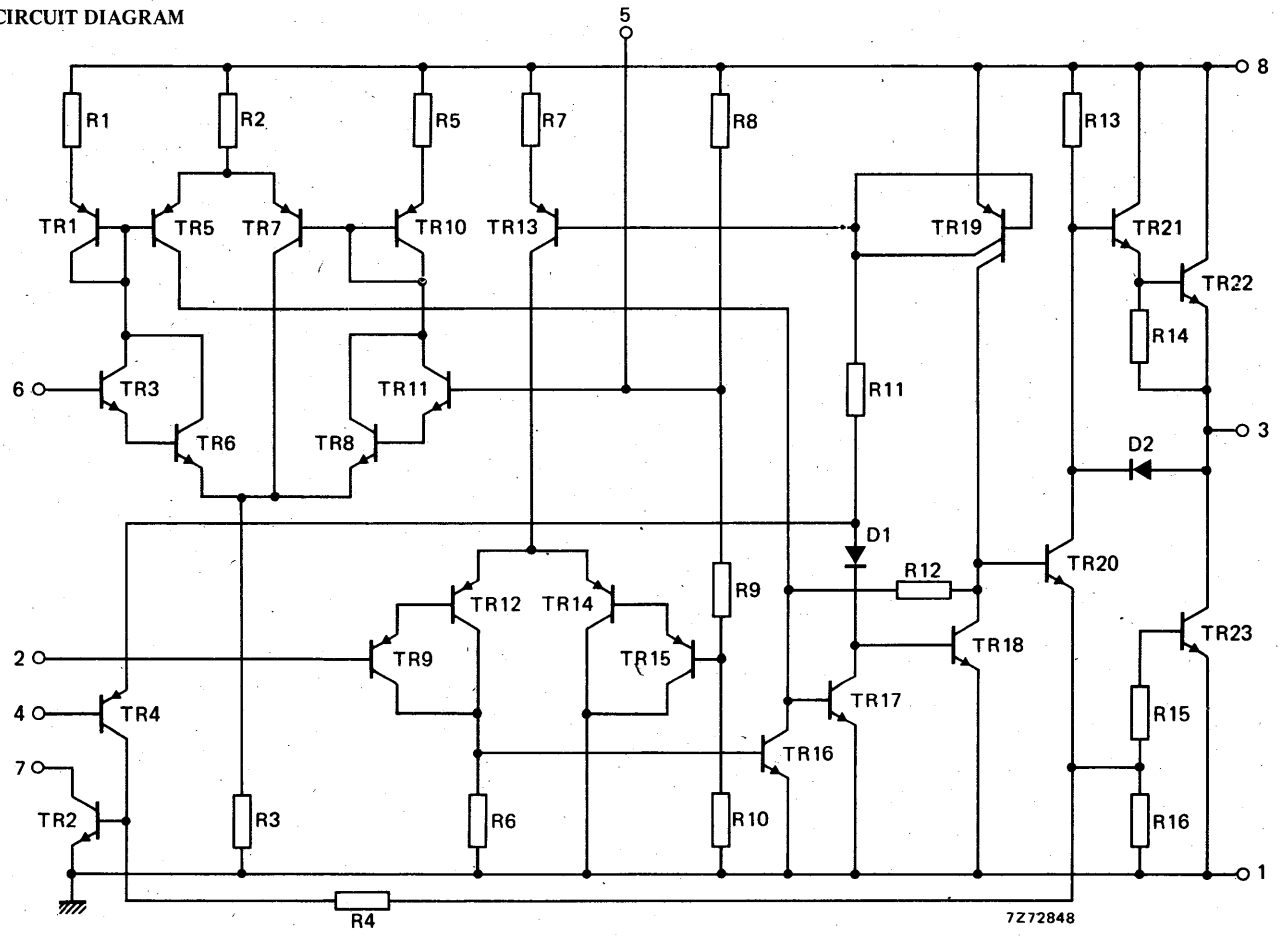 CIRCUIT DIAGRAM
5
8
R1
R2
R5
R7
R8
R13
TR1
TR5
TR7
TR10
TR13
TR19
TR21
TR22
R14
6
TR3
TR11
R11
TR6
TR8
3
D2
D1
TR20
R12
TR12
TR14
R9
TR18
TR23
2
TR9
TR15
4
TR4
TR17
R15
7
TR16
TR2
R3
R6
R10
R16
1
R4
7Z72848